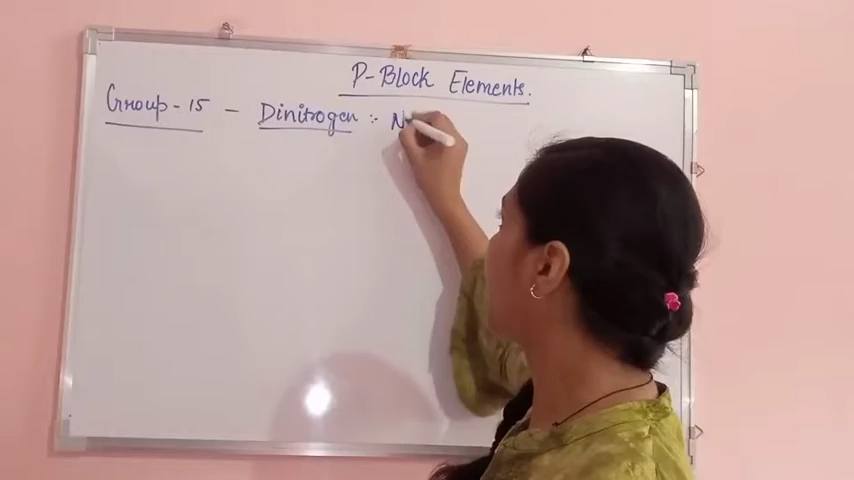 P-Block Elements.
Group-15 - Dinitrogen :- N